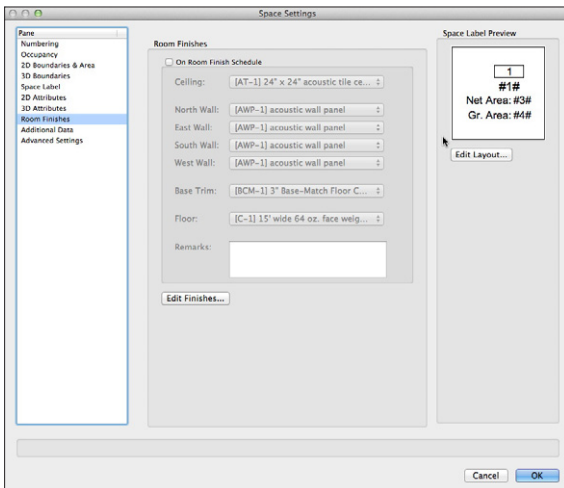 Space Settings
Pane
Numbering
Occupancy
2D Boundaries & Area
3D Boundaries
Space Label
2D Attributes
3D Attributes
Room Finishes
Additional Data
Advanced Settings
Room Finishes
On Room Finish Schedule
Ceiling: [AT-1] 24" x 24" acoustic tile ce...
North Wall: [AWP-1] acoustic wall panel
East Wall: [AWP-1] acoustic wall panel
South Wall: [AWP-1] acoustic wall panel
West Wall: [AWP-1] acoustic wall panel
Base Trim: [BCM-1] 3" Base-Match Floor C...
Floor: [C-1] 15' wide 64 oz. face weig...
Remarks:
Edit Finishes...
Space Label Preview
1
#1#
Net Area: #3#
Gr. Area: #4#
Edit Layout...
Cancel
OK